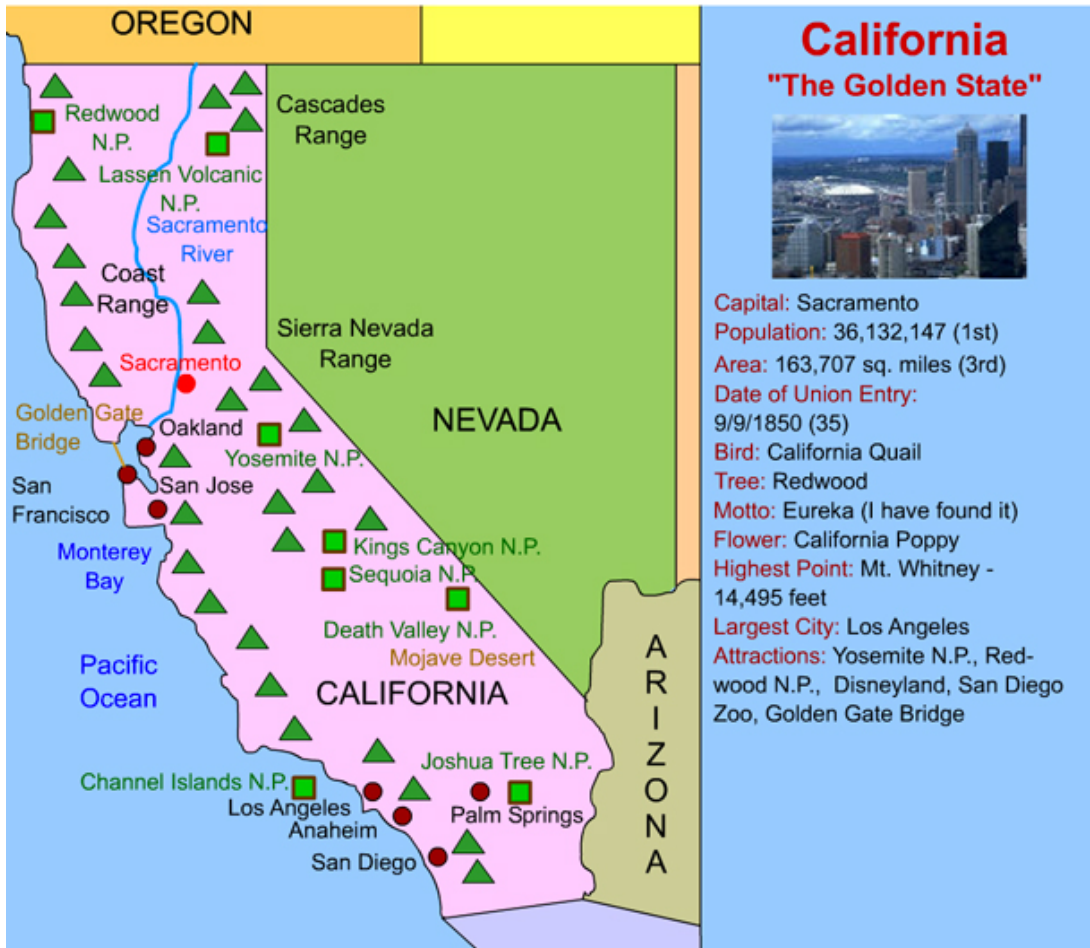 OREGON
Redwood
N.P.
Cascades
Range
Lassen Volcanic
N.P.
Sacramento
River
Coast
Range
Sierra Nevada
Range
Sacramento
NEVADA
Golden Gate
Bridge
Oakland
Yosemite N.P.
San
Francisco
San Jose
Monterey
Bay
Kings Canyon N.P.
Sequoia N.P.
Death Valley N.P.
Mojave Desert
Pacific
Ocean
CALIFORNIA
ARIZONA
Channel Islands N.P.
Joshua Tree N.P.
Los Angeles
Anaheim
Palm Springs
San Diego
California
"The Golden State"
Capital: Sacramento
Population: 36,132,147 (1st)
Area: 163,707 sq. miles (3rd)
Date of Union Entry:
9/9/1850 (35)
Bird: California Quail
Tree: Redwood
Motto: Eureka (I have found it)
Flower: California Poppy
Highest Point: Mt. Whitney -
14,495 feet
Largest City: Los Angeles
Attractions: Yosemite N.P., Red-
wood N.P., Disneyland, San Diego
Zoo, Golden Gate Bridge